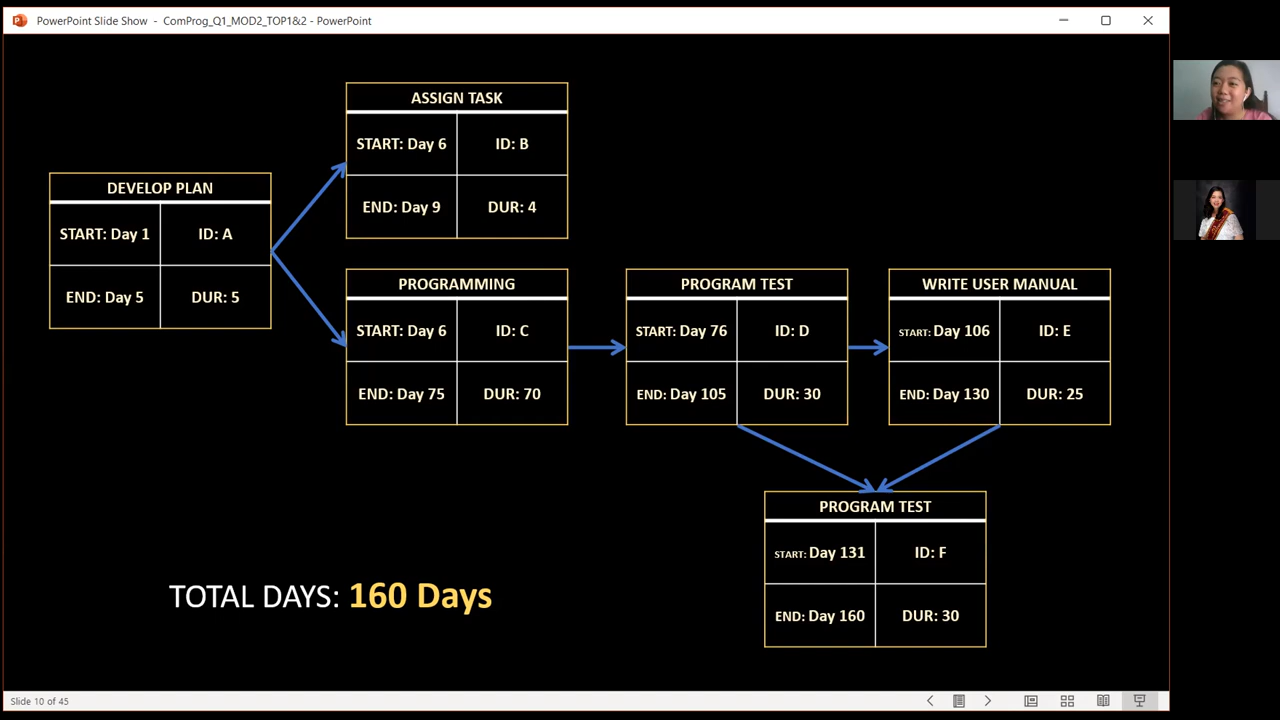 PowerPoint Slide Show - ComProg_Q1_MOD2_TOP1&2 - PowerPoint
ASSIGN TASK
START: Day 6
ID: B
END: Day 9
DUR: 4
DEVELOP PLAN
START: Day 1
ID: A
END: Day 5
DUR: 5
PROGRAMMING
START: Day 6
ID: C
END: Day 75
DUR: 70
PROGRAM TEST
START: Day 76
ID: D
END: Day 105
DUR: 30
WRITE USER MANUAL
START: Day 106
ID: E
END: Day 130
DUR: 25
PROGRAM TEST
START: Day 131
ID: F
END: Day 160
DUR: 30
TOTAL DAYS: 160 Days
Slide 10 of 45